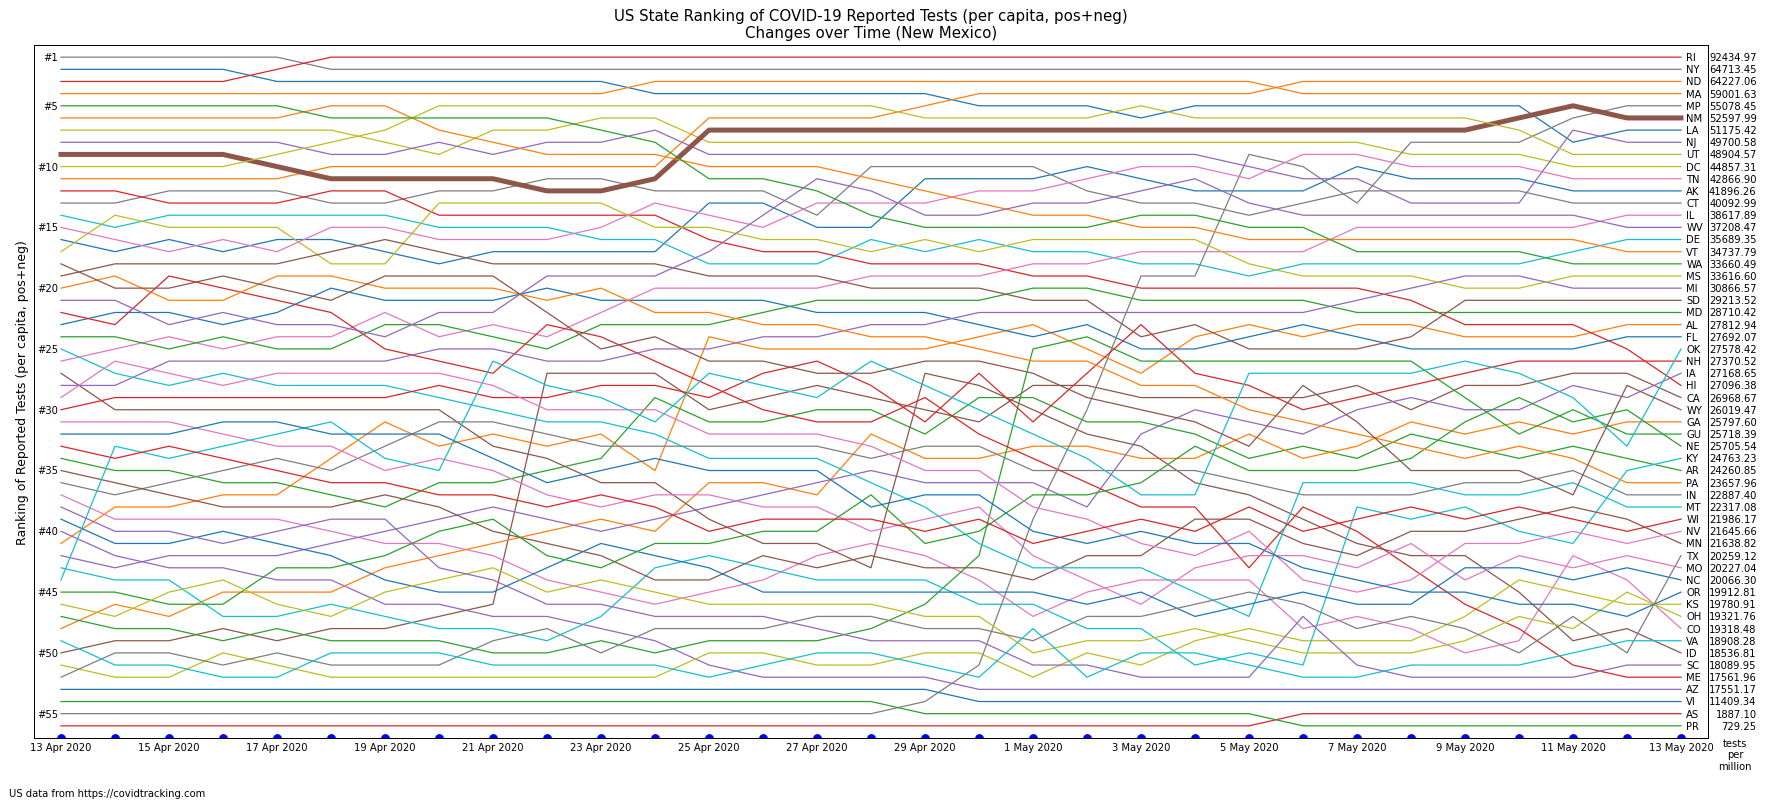 US State Ranking of COVID-19 Reported Tests (per capita, pos+neg)
Changes over Time (New Mexico)
Ranking of Reported Tests (per capita, pos+neg)
#1
#5
#10
#15
#20
#25
#30
#35
#40
#45
#50
#55
RI 92434.97
NY 64713.45
ND 64227.06
MA 59001.63
MP 55078.45
NM 52597.99
LA 51175.42
NJ 49700.58
UT 48904.57
DC 44857.31
TN 42866.90
AK 41896.26
CT 40092.99
IL 38617.89
WV 37208.47
DE 35689.35
VT 34737.79
WA 33660.49
MS 33616.60
MI 30866.57
SD 29213.52
MD 28710.42
AL 27812.94
FL 27692.07
OK 27578.42
NH 27370.52
IA 27168.65
HI 27096.38
CA 26968.67
WY 26019.47
GA 25797.60
GU 25718.39
NE 25705.54
KY 24763.23
AR 24260.85
PA 23657.96
IN 22887.40
MT 22317.08
WI 21986.17
NV 21645.66
MN 21638.82
TX 20259.12
MO 20227.04
NC 20066.30
OR 19912.81
KS 19780.91
OH 19321.76
CO 19318.48
VA 18908.28
ID 18536.81
SC 18089.95
ME 17561.96
AZ 17551.17
VI 11409.34
AS 1887.10
PR 729.25
13 Apr 2020 15 Apr 2020 17 Apr 2020 19 Apr 2020 21 Apr 2020 23 Apr 2020 25 Apr 2020 27 Apr 2020 29 Apr 2020 1 May 2020 3 May 2020 5 May 2020 7 May 2020 9 May 2020 11 May 2020 13 May 2020
tests
per
million
US data from https://covidtracking.com